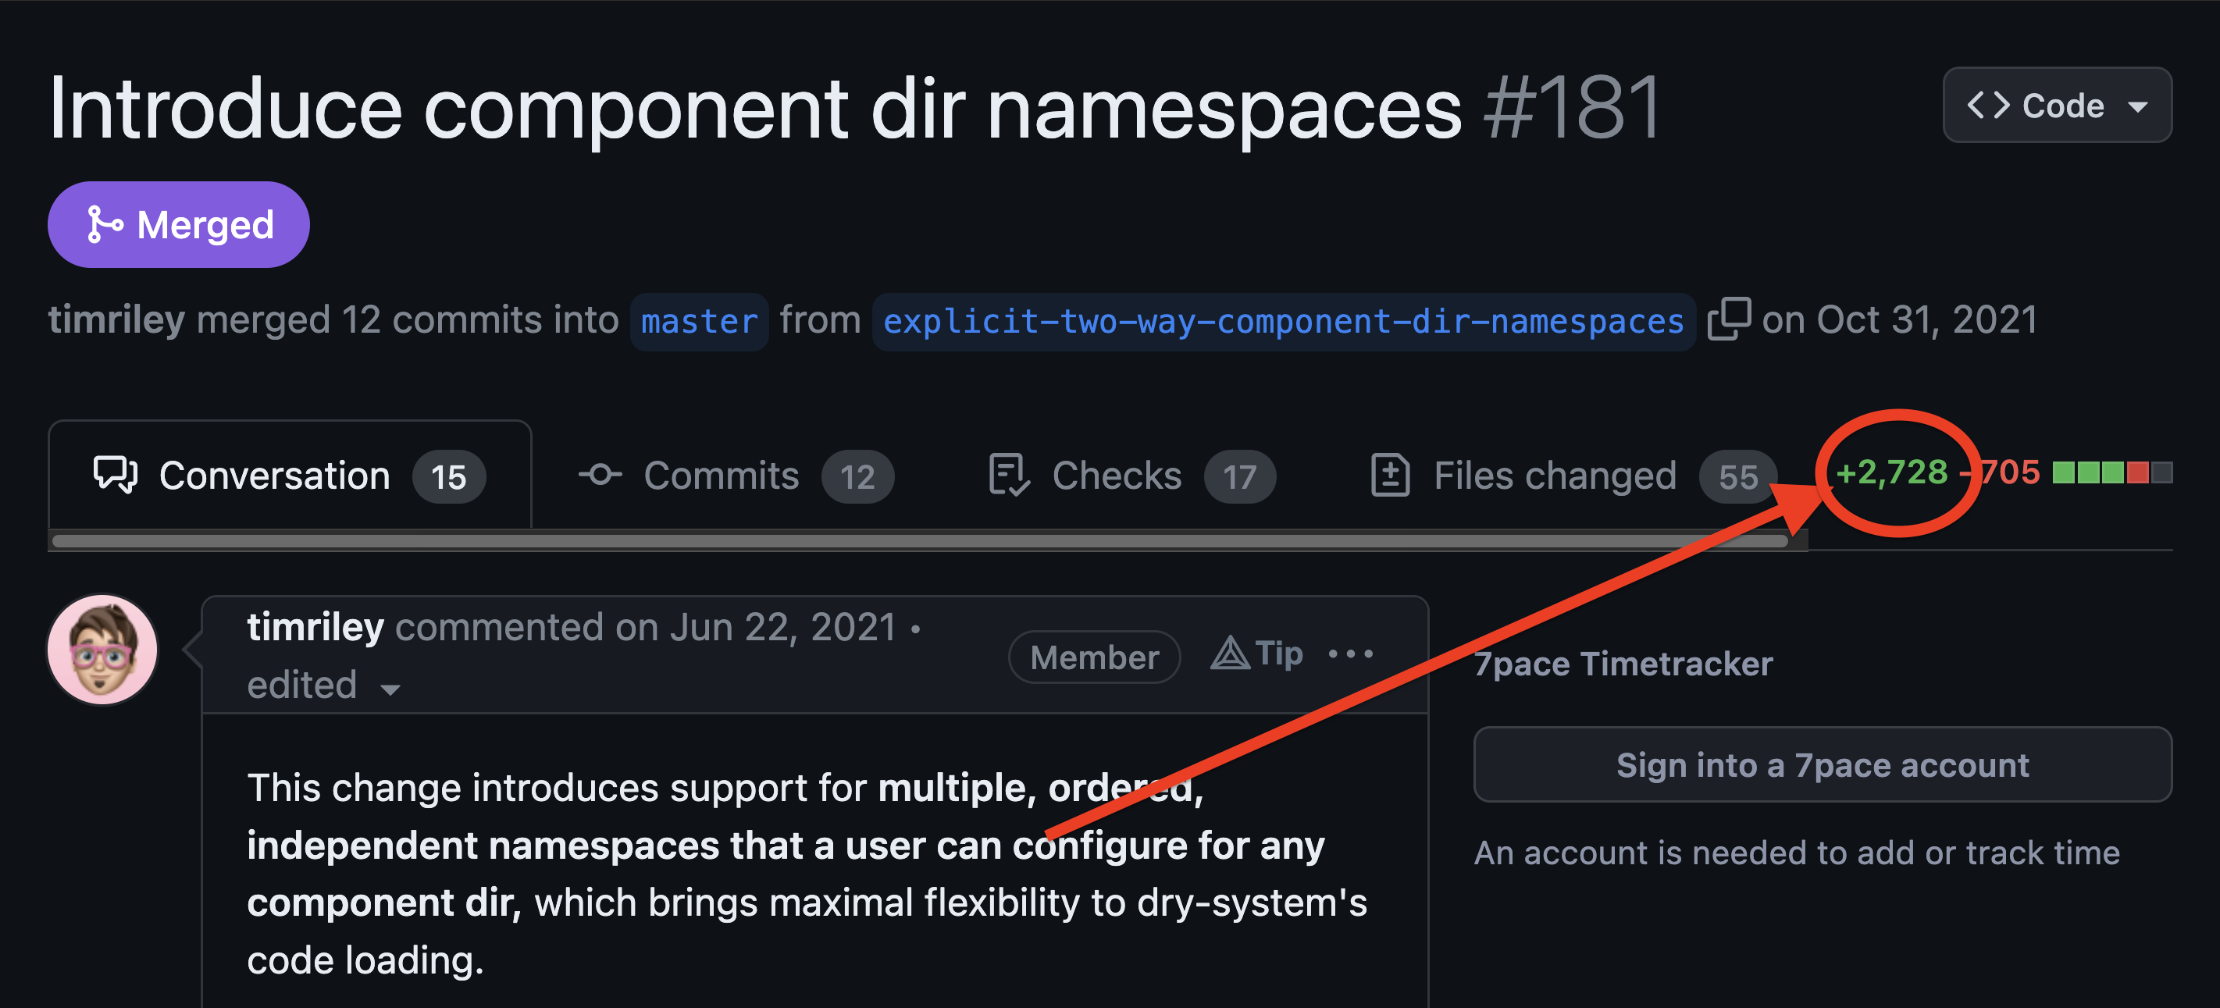 Introduce component dir namespaces #181
Code
Merged
timriley merged 12 commits into master from explicit-two-way-component-dir-namespaces on Oct 31, 2021
Conversation 15
Commits 12
Checks 17
Files changed 55
+2,728 −705
timriley commented on Jun 22, 2021 •
edited
Member
Tip
This change introduces support for multiple, ordered,
independent namespaces that a user can configure for any
component dir, which brings maximal flexibility to dry-system's
code loading.
7pace Timetracker
Sign into a 7pace account
An account is needed to add or track time